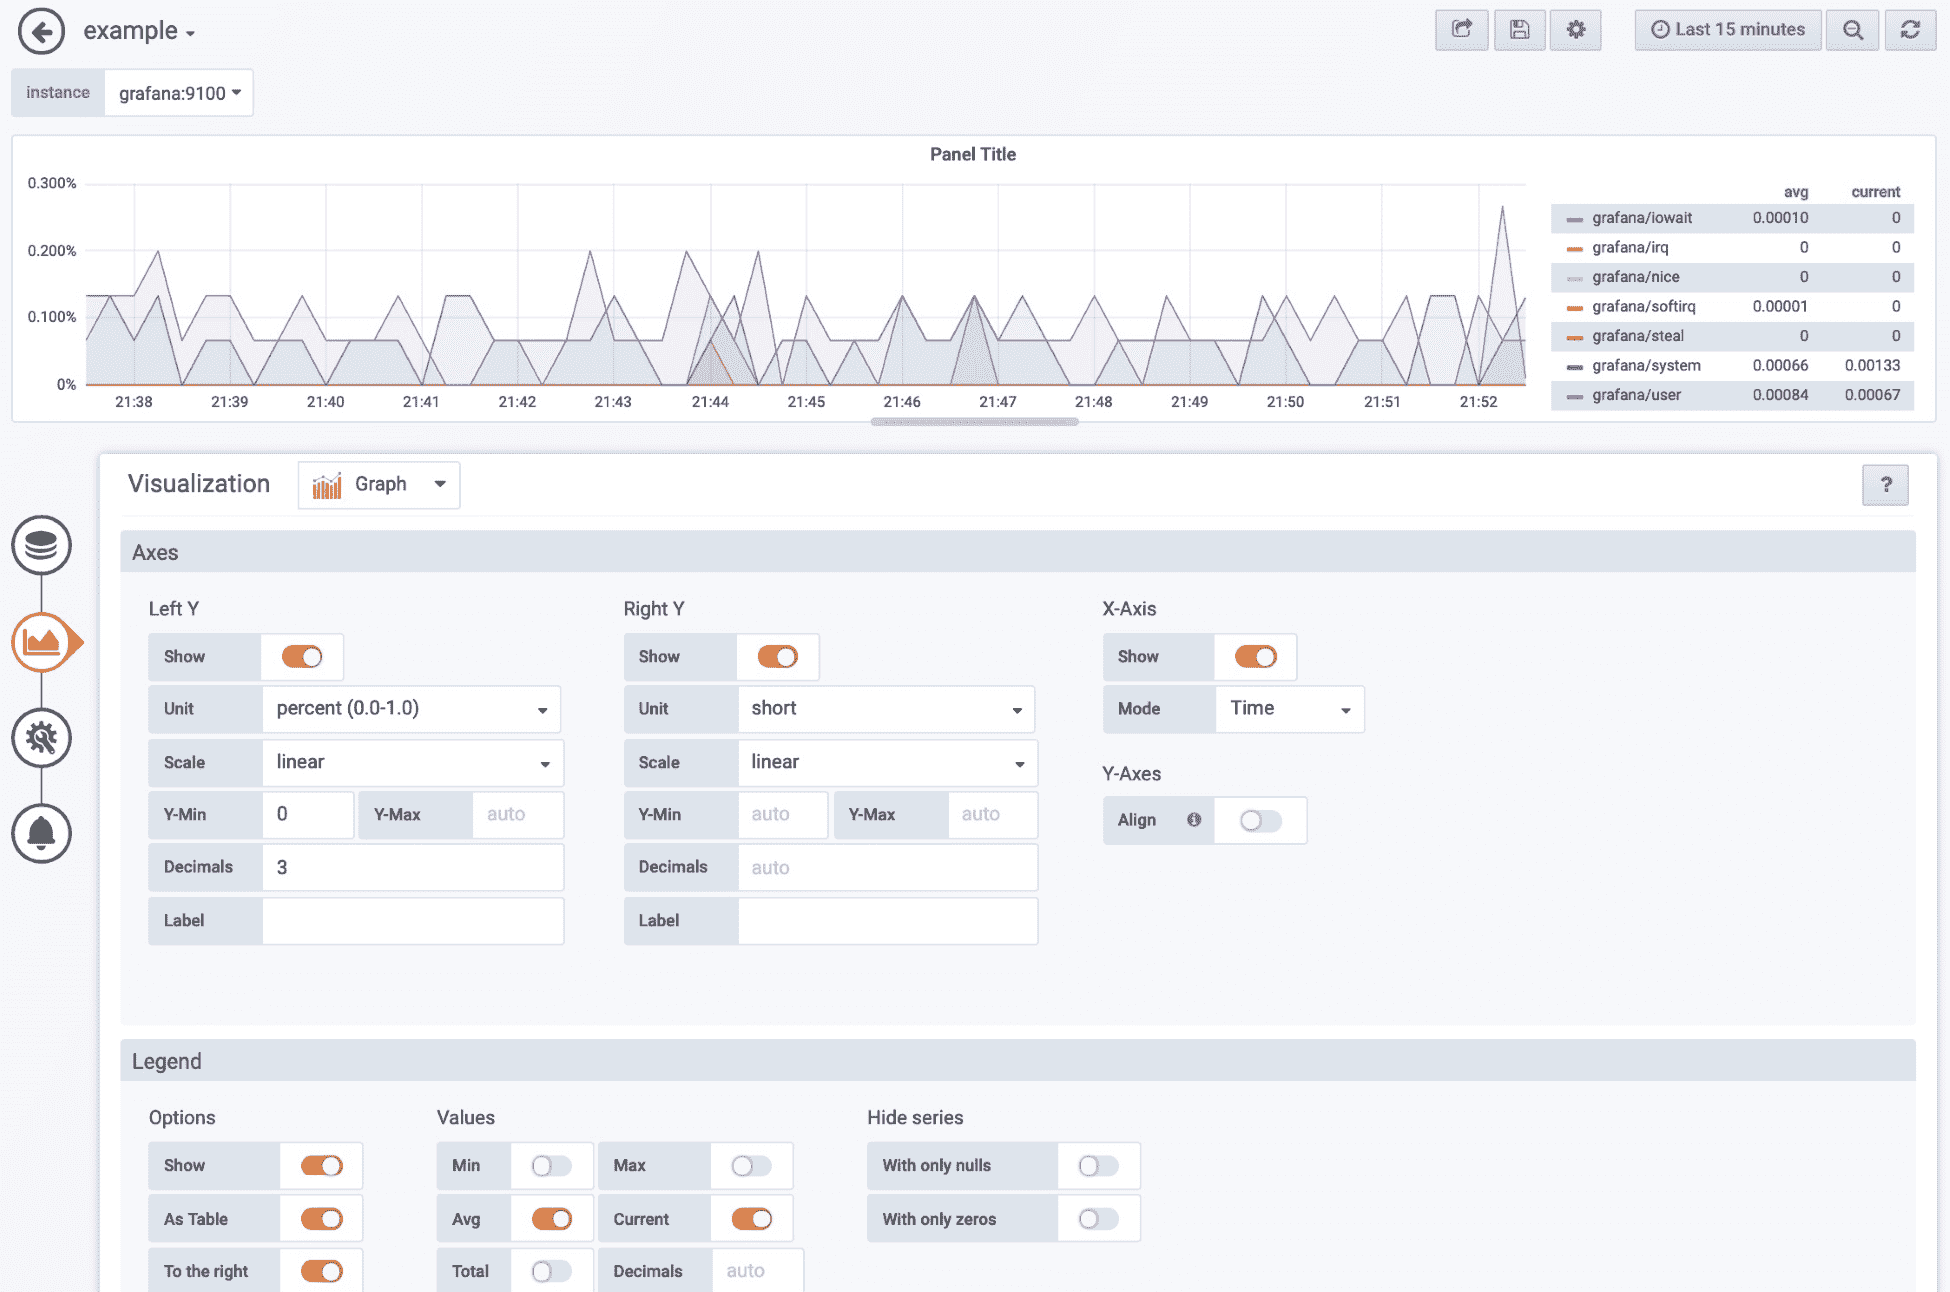 example
Last 15 minutes
instance grafana:9100
Panel Title
0.300%
0.200%
0.100%
0%
21:38 21:39 21:40 21:41 21:42 21:43 21:44 21:45 21:46 21:47 21:48 21:49 21:50 21:51 21:52
avg current
grafana/iowait 0.00010 0
grafana/irq 0 0
grafana/nice 0 0
grafana/softirq 0.00001 0
grafana/steal 0 0
grafana/system 0.00066 0.00133
grafana/user 0.00084 0.00067
Visualization Graph ?
Axes
Left Y Right Y X-Axis
Show Show Show
Unit percent (0.0-1.0) Unit short Mode Time
Scale linear Scale linear
Y-Axes
Y-Min 0 Y-Max auto Y-Min auto Y-Max auto Align
Decimals 3 Decimals auto
Label Label
Legend
Options Values Hide series
Show Min Max With only nulls
As Table Avg Current With only zeros
To the right Total Decimals auto